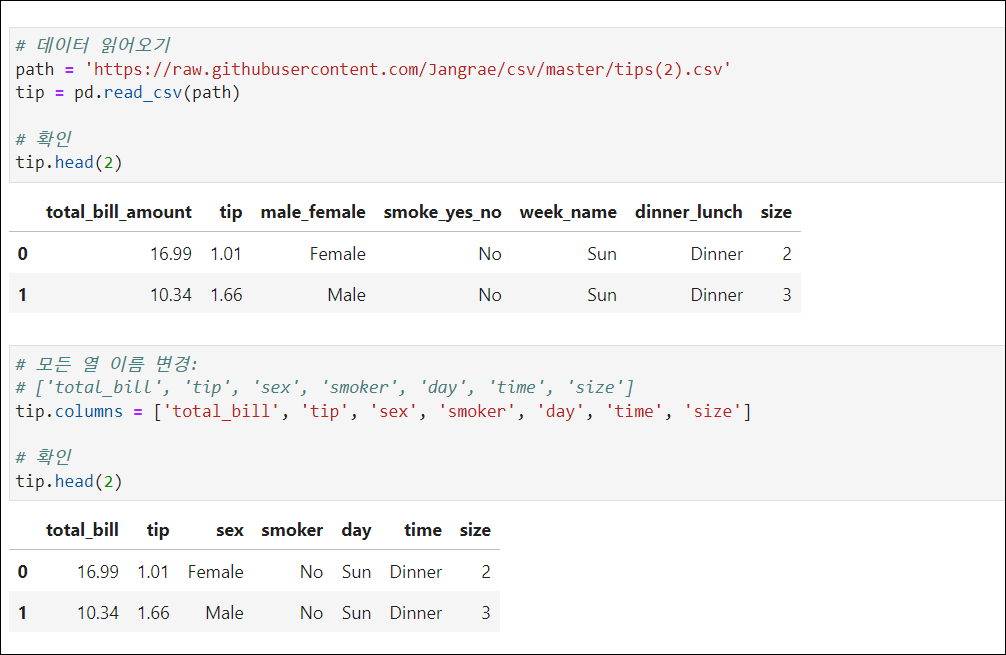 # 데이터 읽어오기
path = 'https://raw.githubusercontent.com/Jangrae/csv/master/tips(2).csv'
tip = pd.read_csv(path)
# 확인
tip.head(2)
total_bill_amount tip male_female smoke_yes_no week_name dinner_lunch size
0 16.99 1.01 Female No Sun Dinner 2
1 10.34 1.66 Male No Sun Dinner 3
# 모든 열 이름 변경:
# ['total_bill', 'tip', 'sex', 'smoker', 'day', 'time', 'size']
tip.columns = ['total_bill', 'tip', 'sex', 'smoker', 'day', 'time', 'size']
# 확인
tip.head(2)
total_bill tip sex smoker day time size
0 16.99 1.01 Female No Sun Dinner 2
1 10.34 1.66 Male No Sun Dinner 3